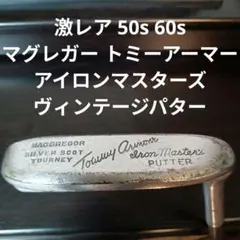 激レア 50s 60s
マグレガー トミーアーマー
アイロンマスターズ
ヴィンテージパター
MACGREGOR
SILVER SCOT
TOURNEY
Tommy Armour
Iron Master
PUTTER